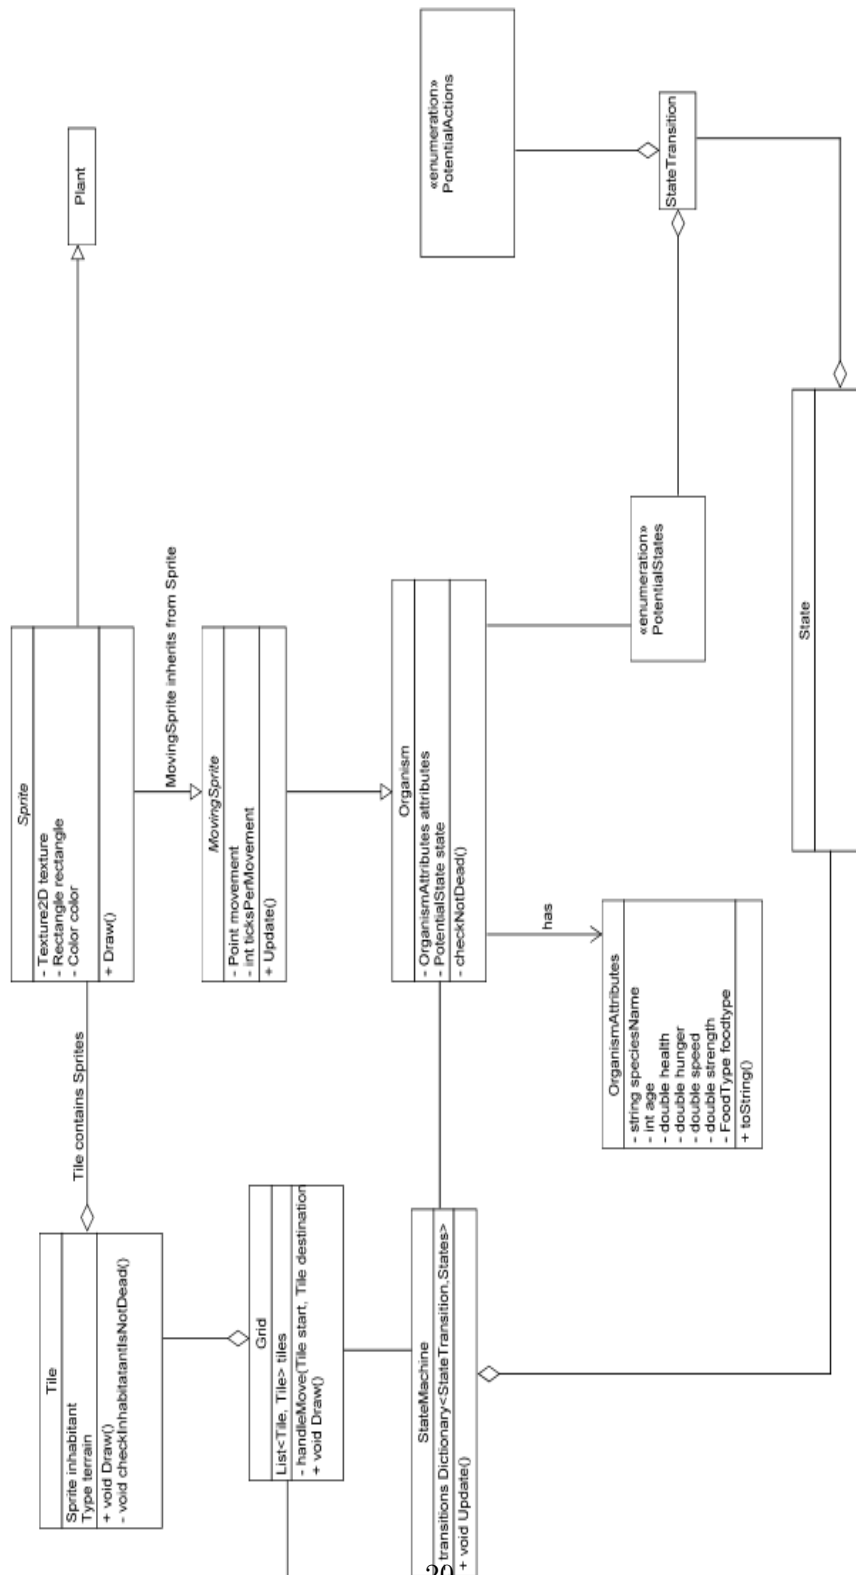 Tile
Sprite inhabitant
Type terrain
+ void Draw()
- void checkInhabitatantIsNotDead()
Tile contains Sprites
Sprite
- Texture2D texture
- Rectangle rectangle
- Color color
+ Draw()
Plant
MovingSprite inherits from Sprite
Grid
List<Tile, Tile> tiles
- handleMove(Tile start, Tile destination
+ void Draw()
MovingSprite
- Point movement
- int ticksPerMovement
+ Update()
StateMachine
transitions Dictionary<StateTransition,States>
+ void Update()
Organism
- OrganismAttributes attributes
- PotentialState state
- checkNotDead()
«enumeration»
PotentialActions
has
OrganismAttributes
- string speciesName
- int age
- double health
- double hunger
- double speed
- double strength
- FoodType foodtype
+ toString()
«enumeration»
PotentialStates
StateTransition
State